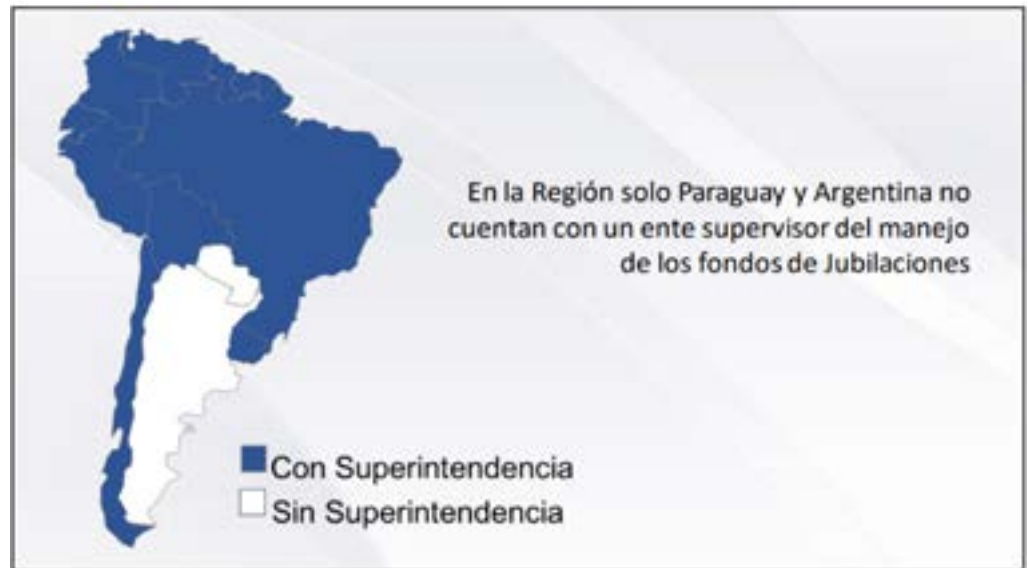 En la Región solo Paraguay y Argentina no
cuentan con un ente supervisor del manejo
de los fondos de Jubilaciones
Con Superintendencia
Sin Superintendencia